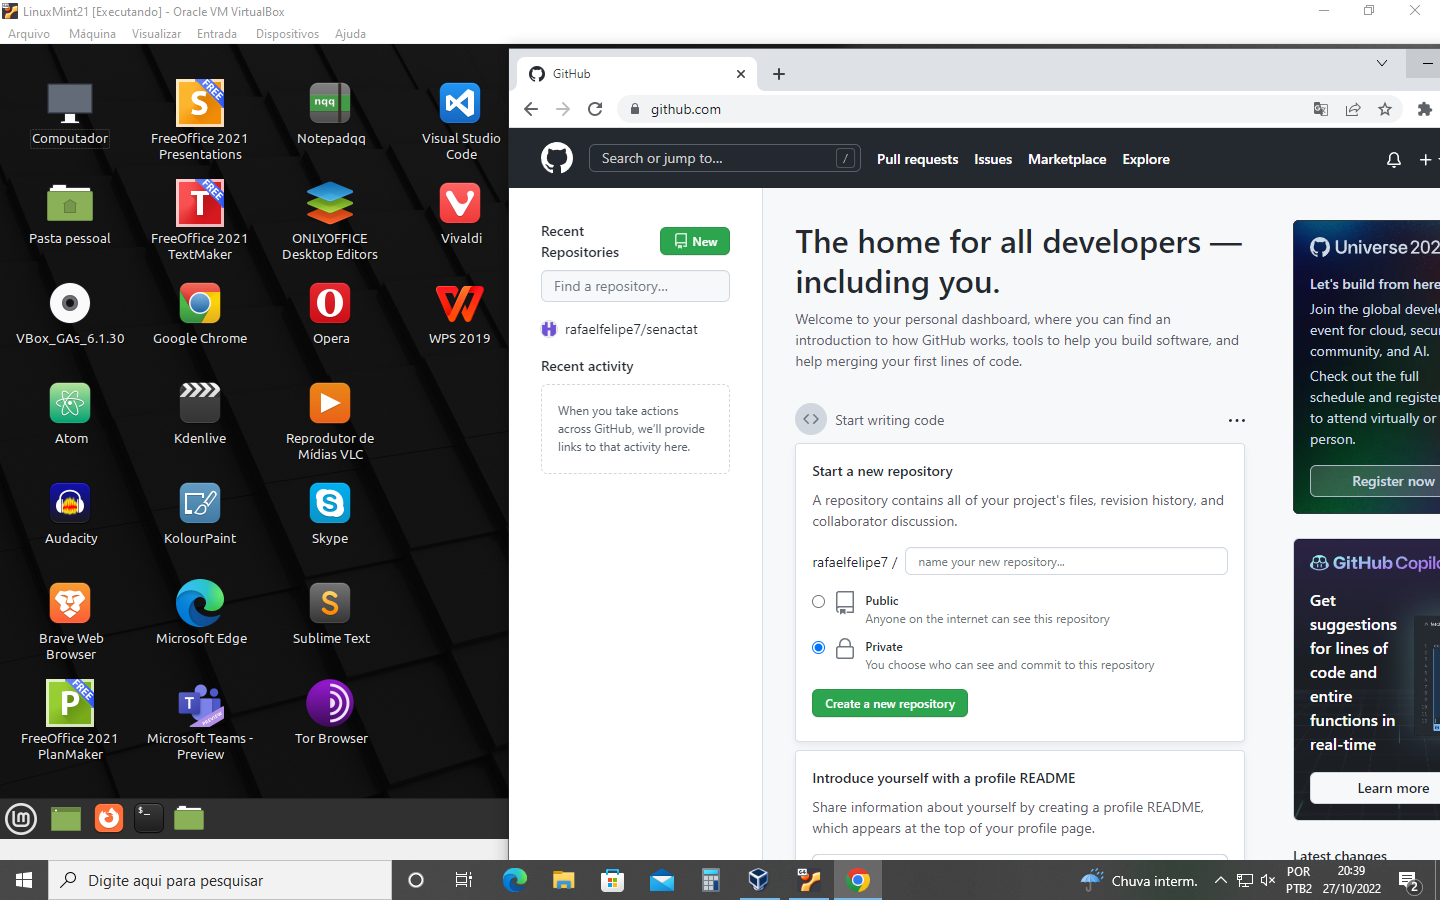 LinuxMint21 [Executando] - Oracle VM VirtualBox
Arquivo Máquina Visualizar Entrada Dispositivos Ajuda
Computador
FreeOffice 2021
Presentations
Notepadqq
Visual Studio
Code
Pasta pessoal
FreeOffice 2021
TextMaker
ONLYOFFICE
Desktop Editors
Vivaldi
VBox_GAs_6.1.30
Google Chrome
Opera
WPS 2019
Atom
Kdenlive
Reprodutor de
Mídias VLC
Audacity
KolourPaint
Skype
Brave Web
Browser
Microsoft Edge
Sublime Text
FreeOffice 2021
PlanMaker
Microsoft Teams -
Preview
Tor Browser
FREE
S
nqq
FREE
T
S
FREE
P
T
PREVIEW
GitHub
github.com
Search or jump to...
/
Pull requests Issues Marketplace Explore
Recent
Repositories
New
Find a repository...
rafaelfelipe7/senactat
Recent activity
When you take actions
across GitHub, we'll provide
links to that activity here.
The home for all developers —
including you.
Welcome to your personal dashboard, where you can find an
introduction to how GitHub works, tools to help you build software, and
help merging your first lines of code.
Start writing code
Start a new repository
A repository contains all of your project's files, revision history, and
collaborator discussion.
rafaelfelipe7 /
name your new repository...
Public
Anyone on the internet can see this repository
Private
You choose who can see and commit to this repository
Create a new repository
Introduce yourself with a profile README
Share information about yourself by creating a profile README,
which appears at the top of your profile page.
Universe 202
Let's build from here
Join the global devel
event for cloud, secu
community, and AI.
Check out the full
schedule and register
to attend virtually or
person.
Register now
GitHub Copilo
Get
suggestions
for lines of
code and
entire
functions in
real-time
Learn more
Latest changes
Digite aqui para pesquisar
Chuva interm.
POR
PTB2
20:39
27/10/2022
2